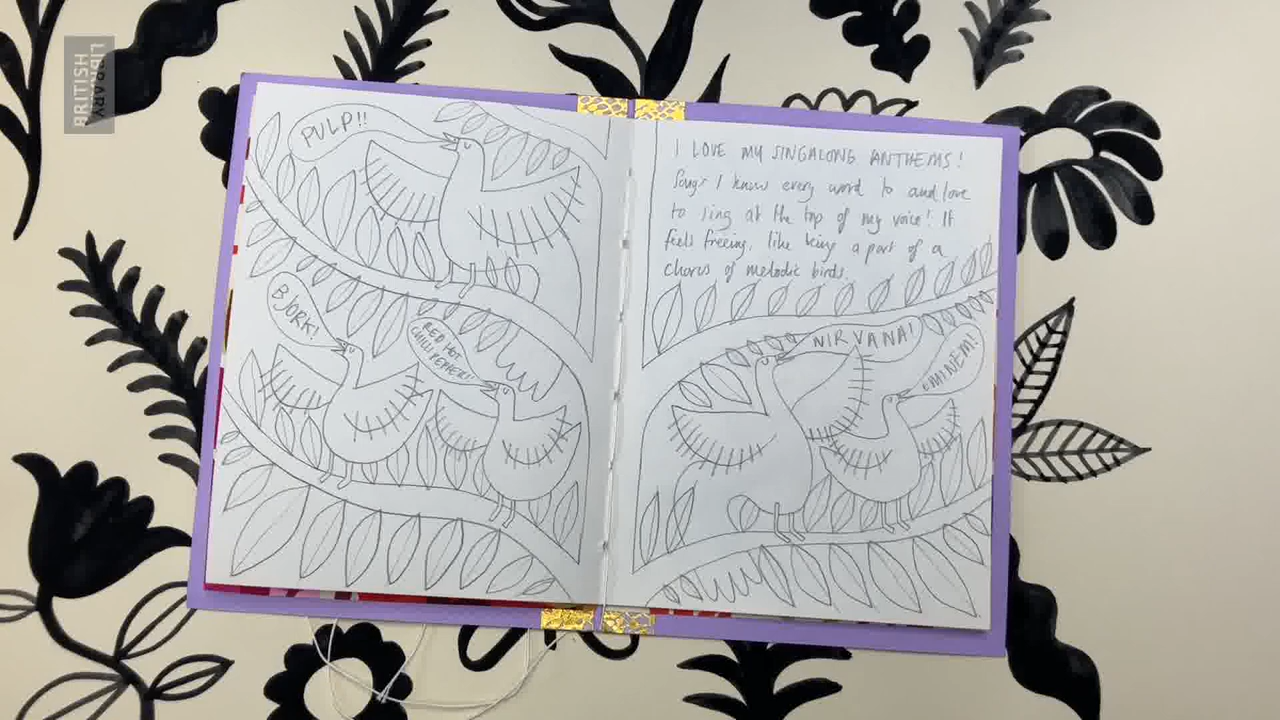 BRITISH
LIBRARY
PULP!!
BJORK!
RED HOT
CHILLI PEPPERS!
I LOVE MY SINGALONG ANTHEMS!
Songs I know every word to and love
to sing at the top of my voice! It
feels freeing, like being a part of a
chorus of melodic birds.
NIRVANA!
EMINEM!